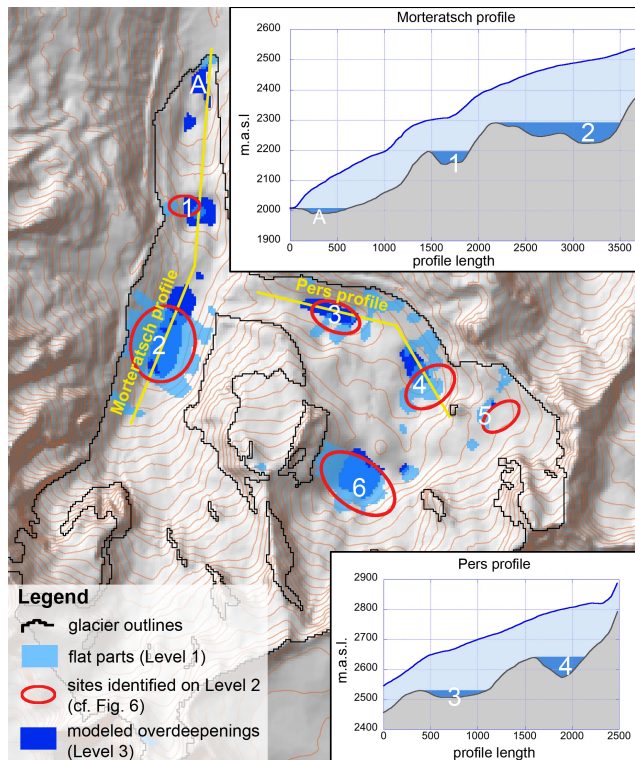 Morteratsch profile
2600
2500
2400
2300
2200
2100
2000
1900
m.a.s.l
0 500 1000 1500 2000 2500 3000 3500
profile length
A
1
2
A
1
2
Morteratsch profile
Pers profile
3
4
5
6
Pers profile
2900
2800
2700
2600
2500
2400
m.a.s.l.
0 500 1000 1500 2000 2500
profile length
3
4
Legend
glacier outlines
flat parts (Level 1)
sites identified on Level 2
(cf. Fig. 6)
modeled overdeepenings
(Level 3)